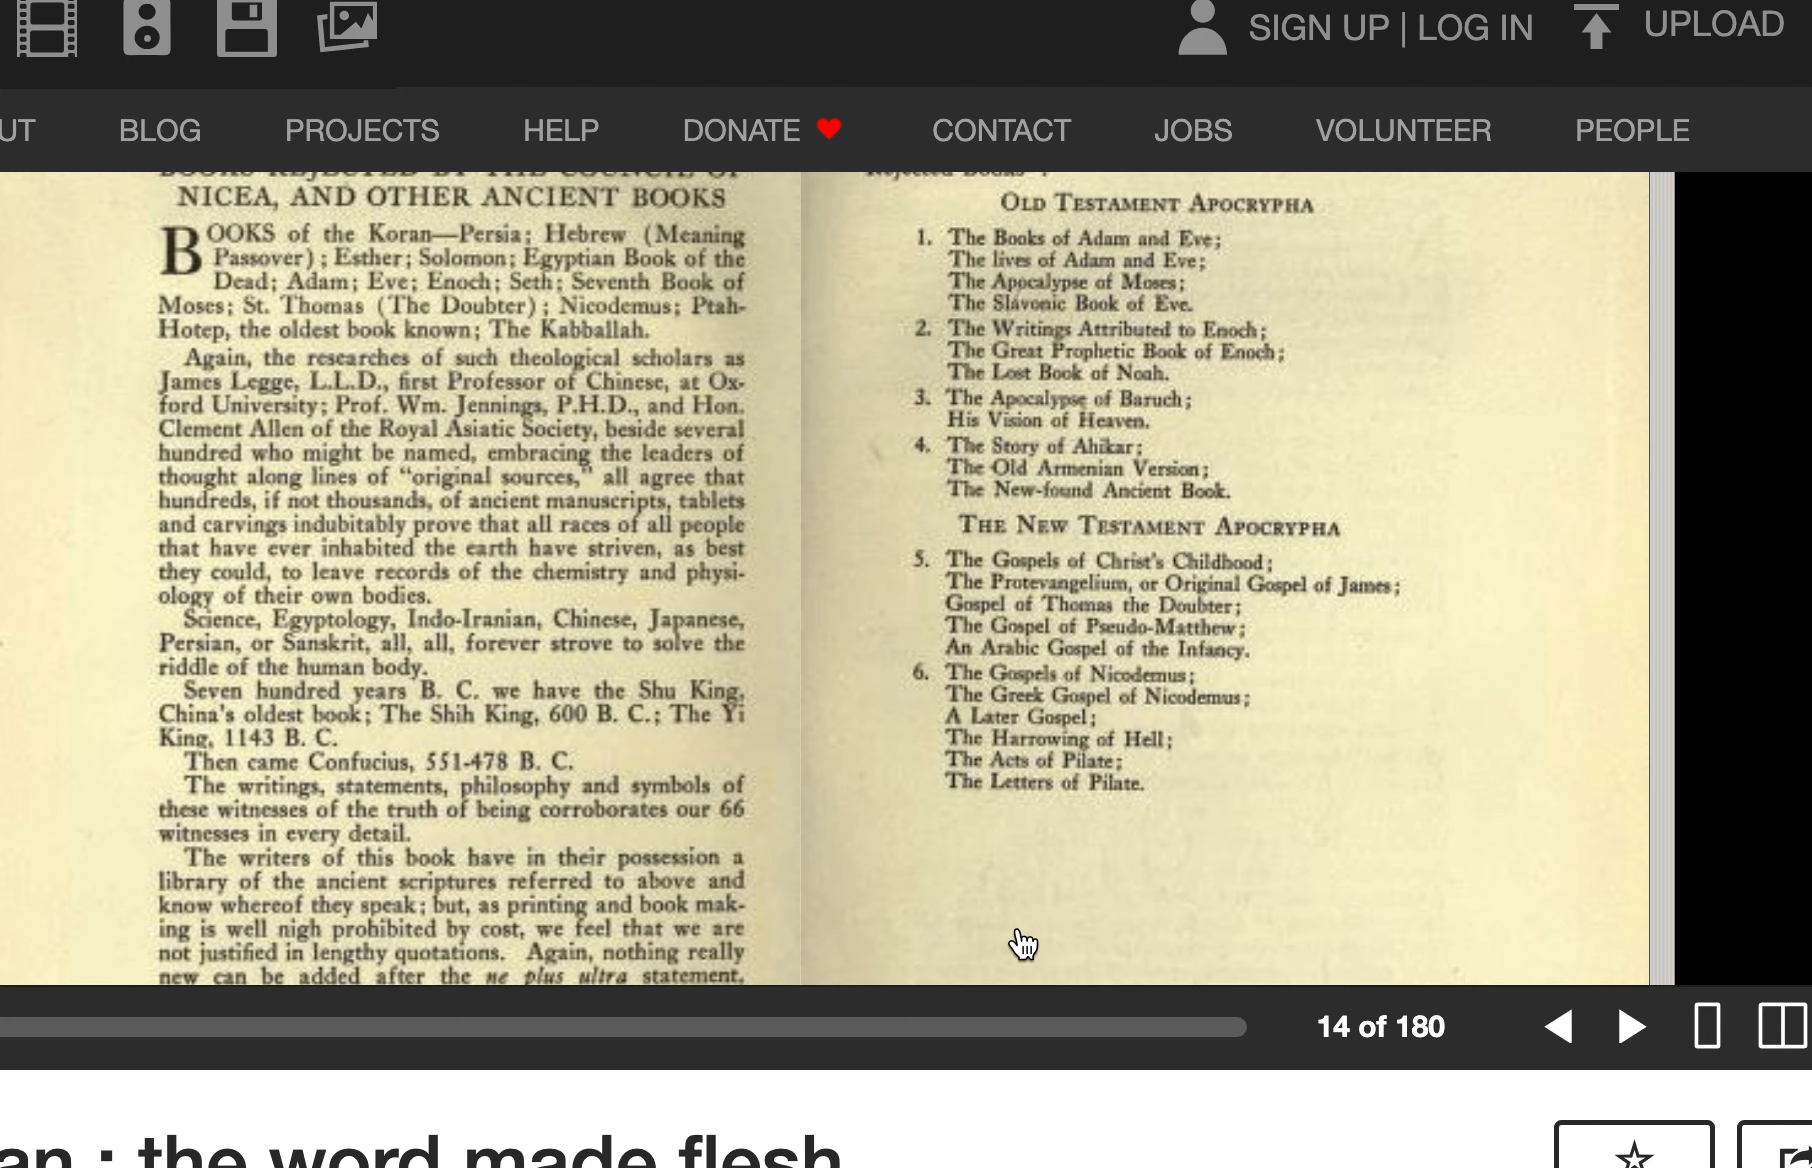 SIGN UP | LOG IN
UPLOAD
UT
BLOG
PROJECTS
HELP
DONATE
CONTACT
JOBS
VOLUNTEER
PEOPLE
BOOKS REJECTED BY THE COUNCIL OF
NICEA, AND OTHER ANCIENT BOOKS
BOOKS of the Koran—Persia; Hebrew (Meaning
Passover); Esther; Solomon; Egyptian Book of the
Dead; Adam; Eve; Enoch; Seth; Seventh Book of
Moses; St. Thomas (The Doubter); Nicodemus; Ptah-
Hotep, the oldest book known; The Kabballah.
Again, the researches of such theological scholars as
James Legge, L.L.D., first Professor of Chinese, at Ox-
ford University; Prof. Wm. Jennings, P.H.D., and Hon.
Clement Allen of the Royal Asiatic Society, beside several
hundred who might be named, embracing the leaders of
thought along lines of "original sources," all agree that
hundreds, if not thousands, of ancient manuscripts, tablets
and carvings indubitably prove that all races of all people
that have ever inhabited the earth have striven, as best
they could, to leave records of the chemistry and physi-
ology of their own bodies.
Science, Egyptology, Indo-Iranian, Chinese, Japanese,
Persian, or Sanskrit, all, all, forever strove to solve the
riddle of the human body.
Seven hundred years B. C. we have the Shu King,
China's oldest book; The Shih King, 600 B. C.; The Yi
King, 1143 B. C.
Then came Confucius, 551-478 B. C.
The writings, statements, philosophy and symbols of
these witnesses of the truth of being corroborates our 66
witnesses in every detail.
The writers of this book have in their possession a
library of the ancient scriptures referred to above and
know whereof they speak; but, as printing and book mak-
ing is well nigh prohibited by cost, we feel that we are
not justified in lengthy quotations. Again, nothing really
new can be added after the ne plus ultra statement,
Rejected Books":
OLD TESTAMENT APOCRYPHA
1. The Books of Adam and Eve;
The lives of Adam and Eve;
The Apocalypse of Moses;
The Slavonic Book of Eve.
2. The Writings Attributed to Enoch;
The Great Prophetic Book of Enoch;
The Lost Book of Noah.
3. The Apocalypse of Baruch;
His Vision of Heaven.
4. The Story of Ahikar;
The Old Armenian Version;
The New-found Ancient Book.
THE NEW TESTAMENT APOCRYPHA
5. The Gospels of Christ's Childhood;
The Protevangelium, or Original Gospel of James;
Gospel of Thomas the Doubter;
The Gospel of Pseudo-Matthew;
An Arabic Gospel of the Infancy.
6. The Gospels of Nicodemus;
The Greek Gospel of Nicodemus;
A Later Gospel;
The Harrowing of Hell;
The Acts of Pilate;
The Letters of Pilate.
14 of 180
an : the word made flesh